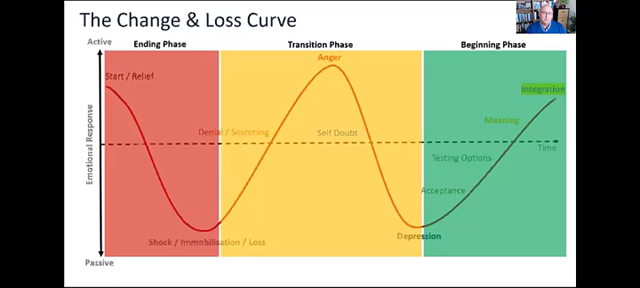 The Change & Loss Curve
Active
Ending Phase
Transition Phase
Beginning Phase
Anger
Start / Relief
Integration
Meaning
Denial / Searching
Self Doubt
Emotional Response
Time
Testing Options
Acceptance
Depression
Shock / Immobilisation / Loss
Passive